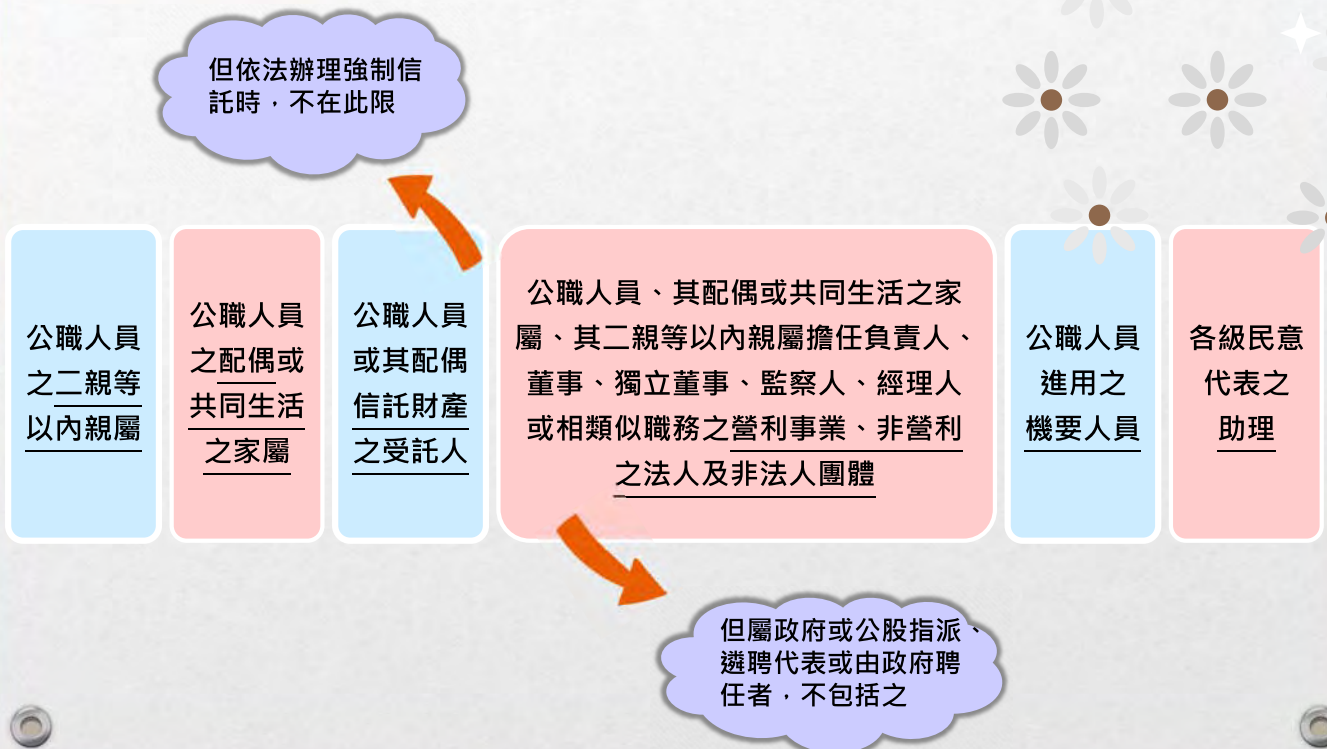 但依法辦理強制信
託時，不在此限
公職人員
之二親等
以內親屬
公職人員
之配偶或
共同生活
之家屬
公職人員
或其配偶
信託財產
之受託人
公職人員、其配偶或共同生活之家
屬、其二親等以內親屬擔任負責人、
董事、獨立董事、監察人、經理人
或相類似職務之營利事業、非營利
之法人及非法人團體
公職人員
進用之
機要人員
各級民意
代表之
助理
但屬政府或公股指派、
遴聘代表或由政府聘
任者，不包括之